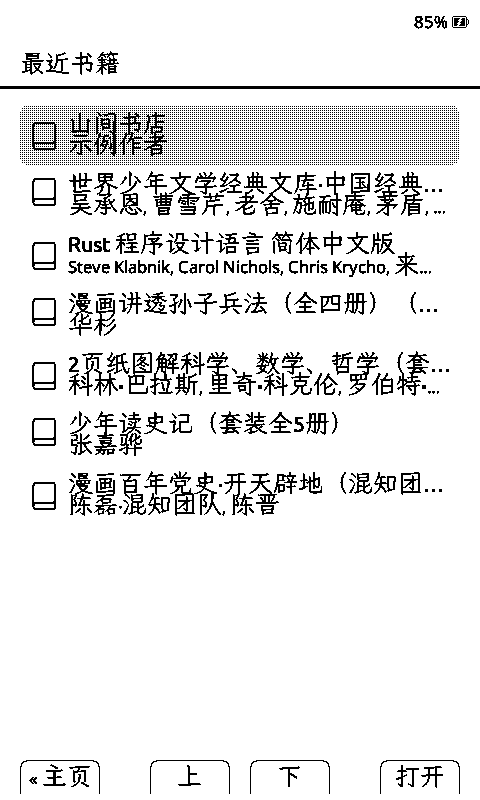 85%
最近书籍
山间书店
示例作者
世界少年文学经典文库·中国经典...
吴承恩, 曹雪芹, 老舍, 施耐庵, 茅盾, ...
Rust 程序设计语言 简体中文版
Steve Klabnik, Carol Nichols, Chris Krycho, 来...
漫画讲透孙子兵法（全四册）（...
华杉
2页纸图解科学、数学、哲学（套...
科林·巴拉斯, 里奇·科克伦, 罗伯特·...
少年读史记（套装全5册）
张嘉骅
漫画百年党史·开天辟地（混知团...
陈磊·混知团队, 陈晋
« 主页
上
下
打开